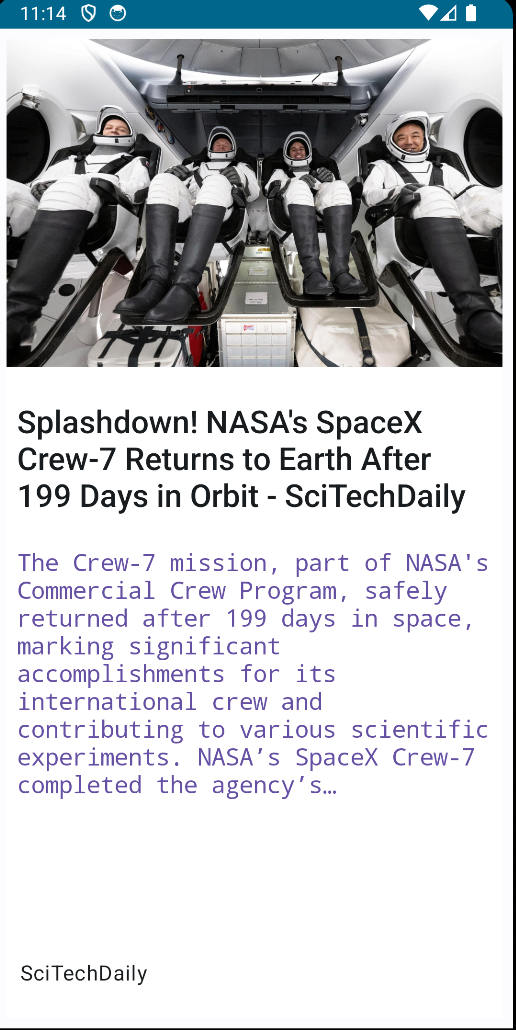 11:14
Splashdown! NASA's SpaceX
Crew-7 Returns to Earth After
199 Days in Orbit - SciTechDaily
The Crew-7 mission, part of NASA's
Commercial Crew Program, safely
returned after 199 days in space,
marking significant
accomplishments for its
international crew and
contributing to various scientific
experiments. NASA’s SpaceX Crew-7
completed the agency’s…
SciTechDaily